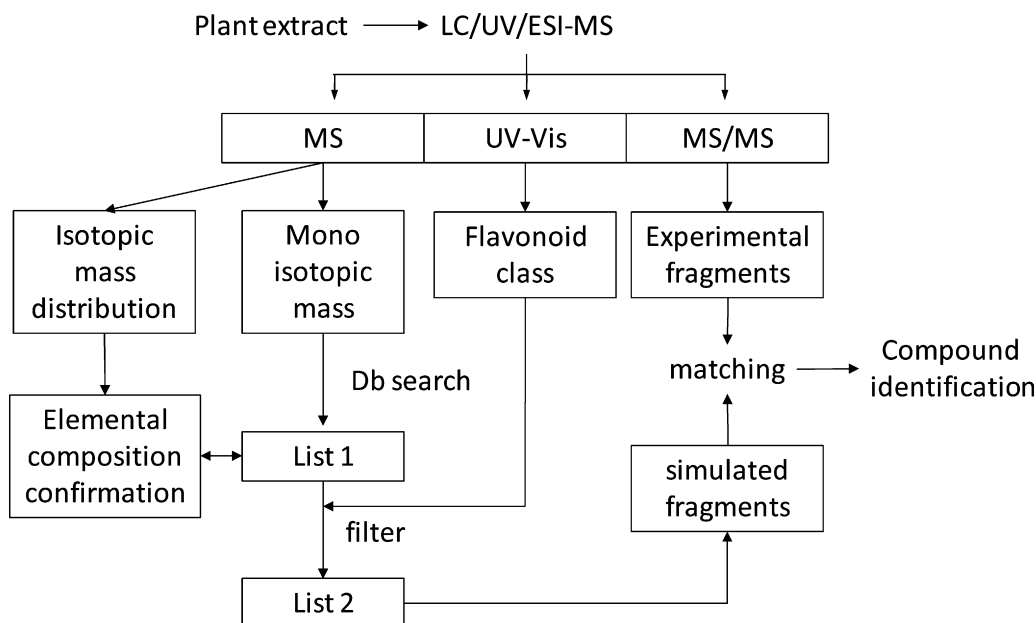 Plant extract
LC/UV/ESI-MS
MS
UV-Vis
MS/MS
Isotopic
mass
distribution
Mono
isotopic
mass
Flavonoid
class
Experimental
fragments
Db search
matching
Compound
identification
Elemental
composition
confirmation
List 1
simulated
fragments
filter
List 2